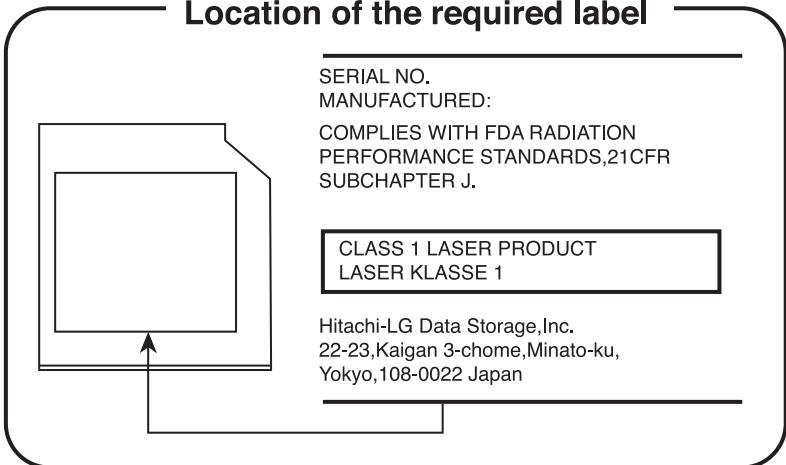 Location of the required label
SERIAL NO.
MANUFACTURED:
COMPLIES WITH FDA RADIATION
PERFORMANCE STANDARDS,21CFR
SUBCHAPTER J.
CLASS 1 LASER PRODUCT
LASER KLASSE 1
Hitachi-LG Data Storage,Inc.
22-23,Kaigan 3-chome,Minato-ku,
Yokyo,108-0022 Japan